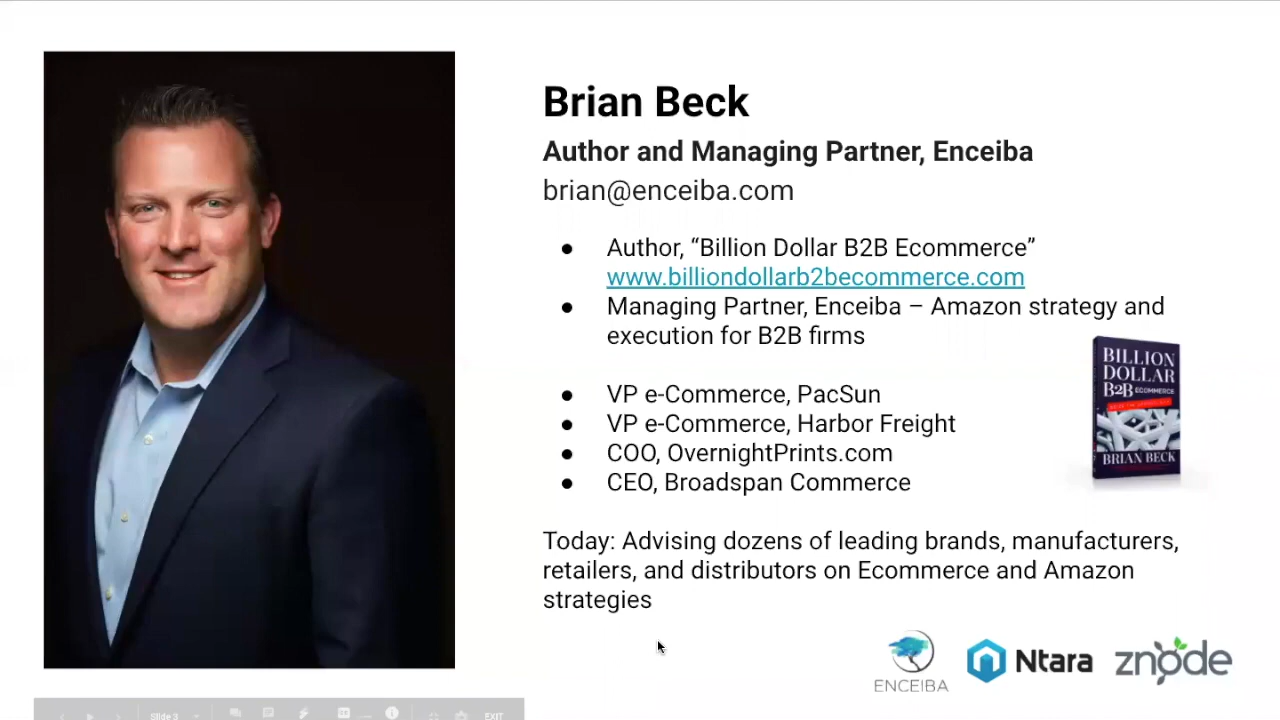 Brian Beck
Author and Managing Partner, Enceiba
brian@enceiba.com
● Author, “Billion Dollar B2B Ecommerce”
www.billiondollarb2becommerce.com
● Managing Partner, Enceiba – Amazon strategy and
execution for B2B firms
● VP e-Commerce, PacSun
● VP e-Commerce, Harbor Freight
● COO, OvernightPrints.com
● CEO, Broadspan Commerce
BILLION
DOLLAR
B2B ECOMMERCE
BRIAN BECK
Today: Advising dozens of leading brands, manufacturers,
retailers, and distributors on Ecommerce and Amazon
strategies
ENCEIBA
Ntara
znode
Slide 3
EXIT